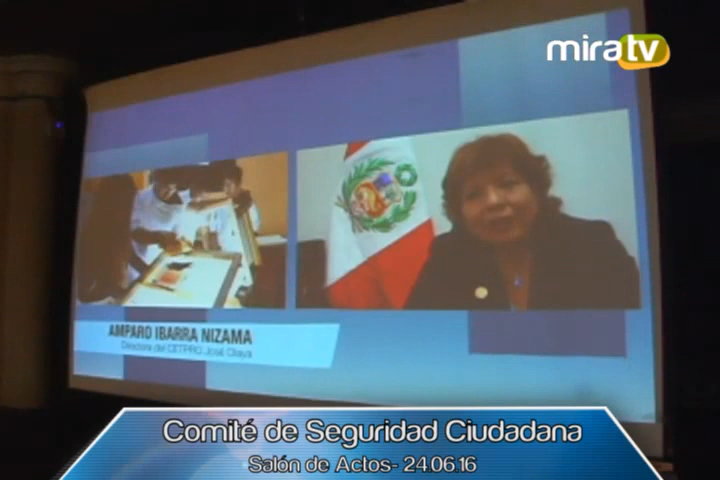 miratv
AMPARO IBARRA NIZAMA
Directora del CETPRO José Olaya
Comité de Seguridad Ciudadana
Salón de Actos- 24.06.16